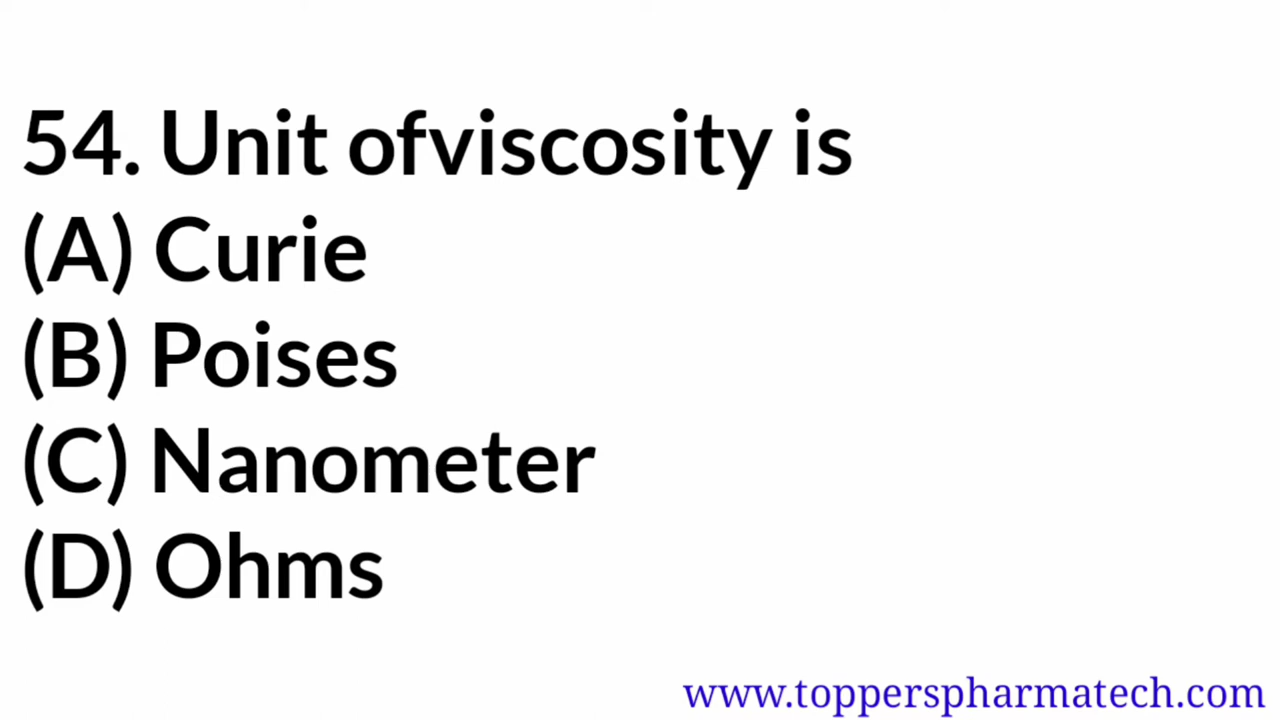 54. Unit ofviscosity is
(A) Curie
(B) Poises
(C) Nanometer
(D) Ohms
www.topperspharmatech.com